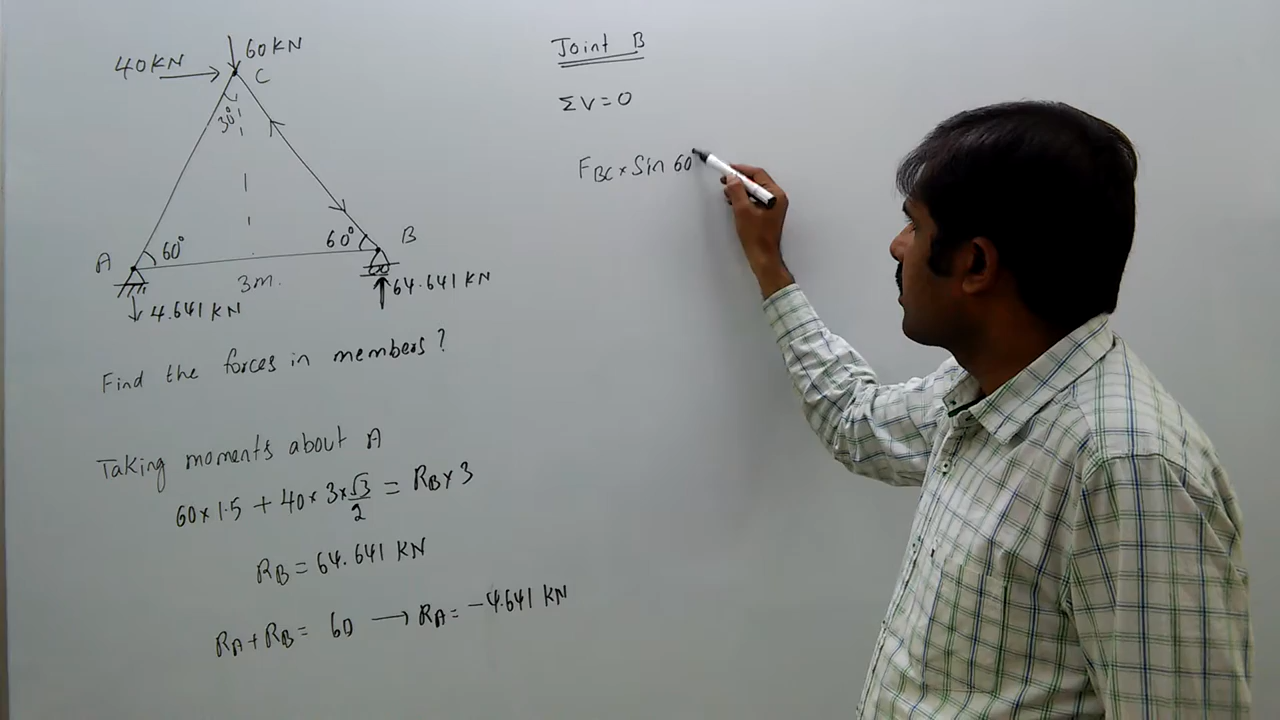 60KN
40KN
C
30°
A
60°
60°
B
3m.
4.641 KN
64.641 KN
Find the forces in members?
Taking moments about A
60×1.5 + 40×3×√3/2 = RB×3
RB = 64.641 KN
RA+RB = 60 → RA = -4.641 KN
Joint B
ΣV=0
FBC×Sin 60